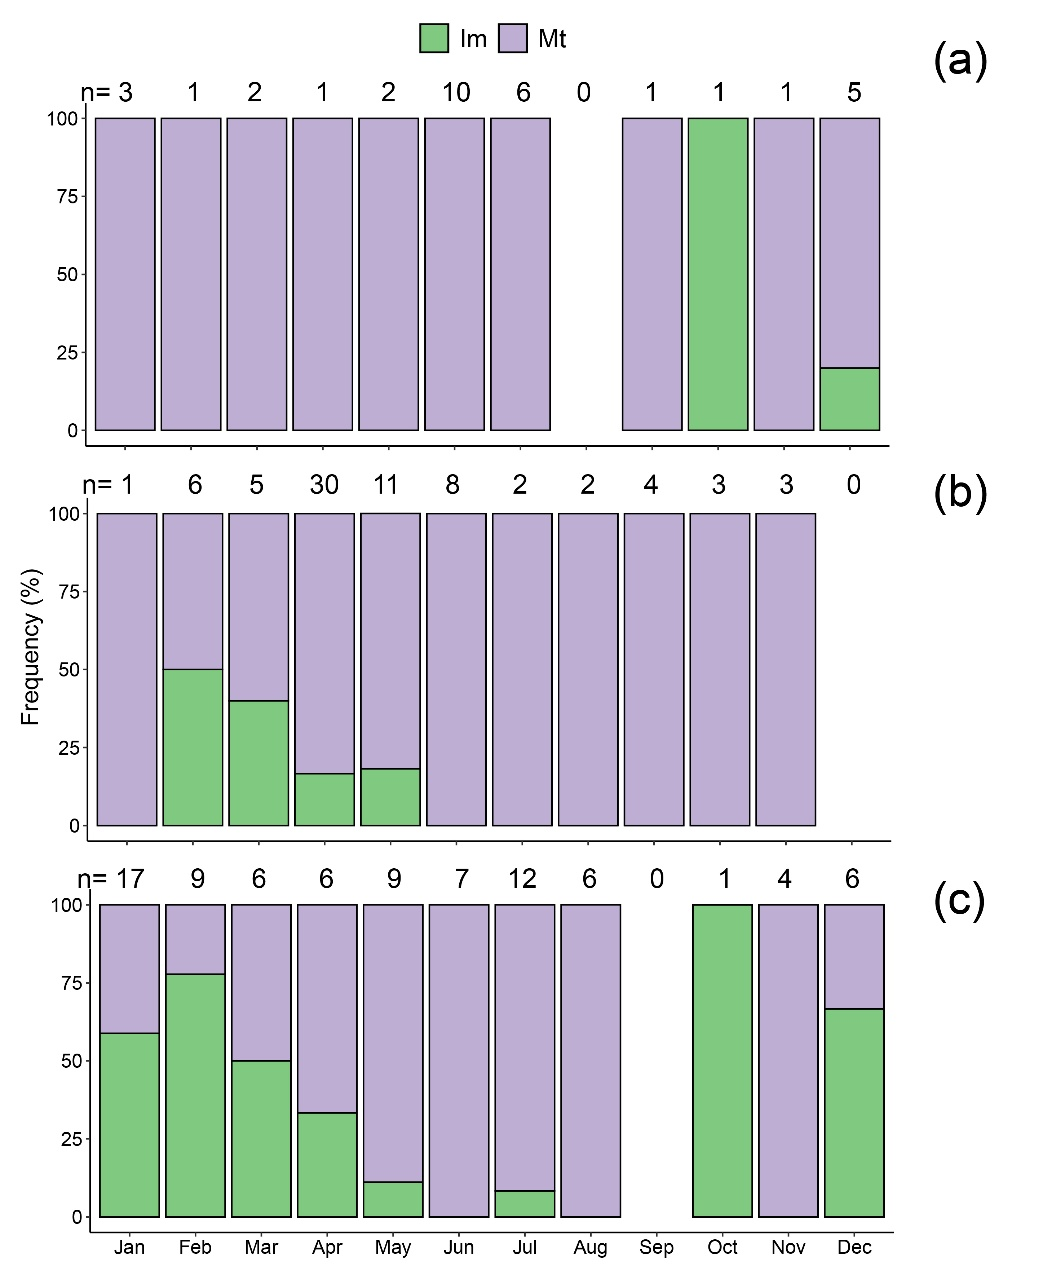 Im Mt
(a)
n= 3 1 2 1 2 10 6 0 1 1 1 5
100
75
50
25
0
(b)
n= 1 6 5 30 11 8 2 2 4 3 3 0
100
75
50
25
0
Frequency (%)
(c)
n= 17 9 6 6 9 7 12 6 0 1 4 6
100
75
50
25
0
Jan Feb Mar Apr May Jun Jul Aug Sep Oct Nov Dec